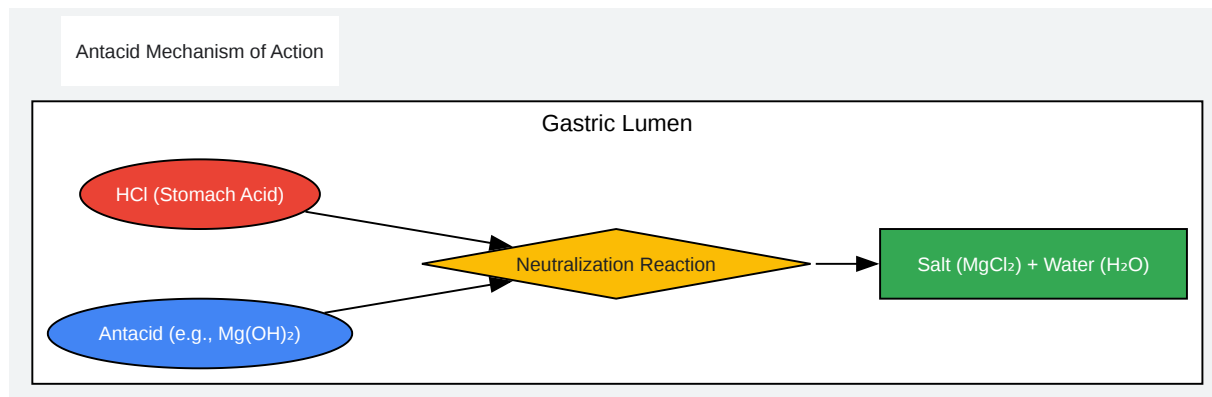 Antacid Mechanism of Action
Gastric Lumen
HCl (Stomach Acid)
Neutralization Reaction
Salt (MgCl₂) + Water (H₂O)
Antacid (e.g., Mg(OH)₂)